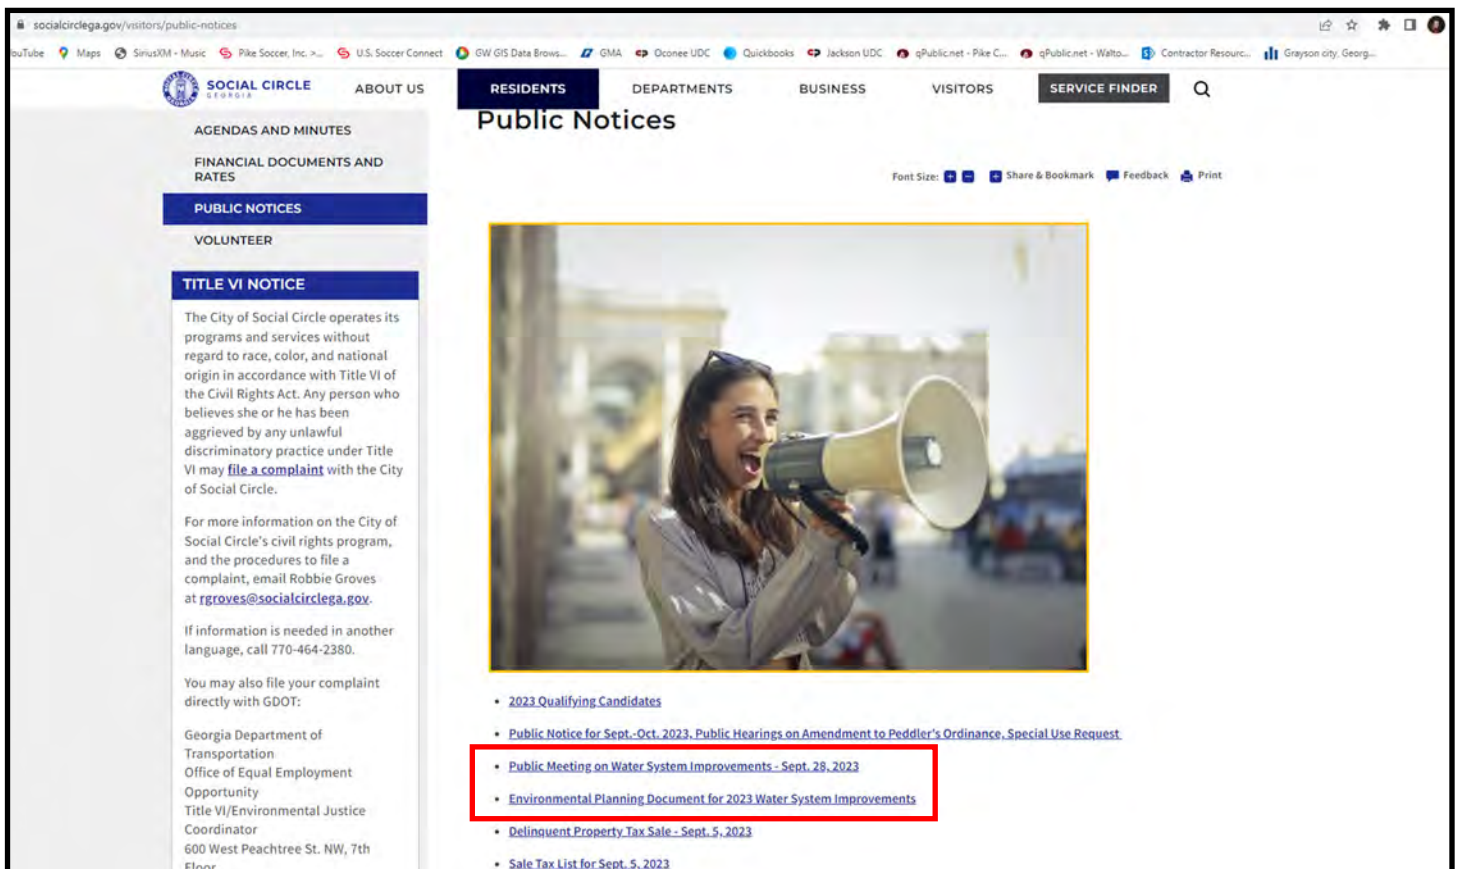 socialcirclega.gov/visitors/public-notices
YouTube Maps SiriusXM - Music Pike Soccer, Inc. >... U.S. Soccer Connect GW GIS Data Brows... GMA Oconee UDC Quickbooks Jackson UDC qPublic.net - Pike C... qPublic.net - Walto... Contractor Resourc... Grayson city, Georg...
SOCIAL CIRCLE
GEORGIA
ABOUT US RESIDENTS DEPARTMENTS BUSINESS VISITORS SERVICE FINDER
AGENDAS AND MINUTES
FINANCIAL DOCUMENTS AND
RATES
PUBLIC NOTICES
VOLUNTEER
TITLE VI NOTICE
The City of Social Circle operates its
programs and services without
regard to race, color, and national
origin in accordance with Title VI of
the Civil Rights Act. Any person who
believes she or he has been
aggrieved by any unlawful
discriminatory practice under Title
VI may file a complaint with the City
of Social Circle.
For more information on the City of
Social Circle's civil rights program,
and the procedures to file a
complaint, email Robbie Groves
at rgroves@socialcirclega.gov.
If information is needed in another
language, call 770-464-2380.
You may also file your complaint
directly with GDOT:
Georgia Department of
Transportation
Office of Equal Employment
Opportunity
Title VI/Environmental Justice
Coordinator
600 West Peachtree St. NW, 7th
Floor
Public Notices
Font Size: + - + Share & Bookmark Feedback Print
• 2023 Qualifying Candidates
• Public Notice for Sept.-Oct. 2023, Public Hearings on Amendment to Peddler's Ordinance, Special Use Request
• Public Meeting on Water System Improvements - Sept. 28, 2023
• Environmental Planning Document for 2023 Water System Improvements
• Delinquent Property Tax Sale - Sept. 5, 2023
• Sale Tax List for Sept. 5, 2023